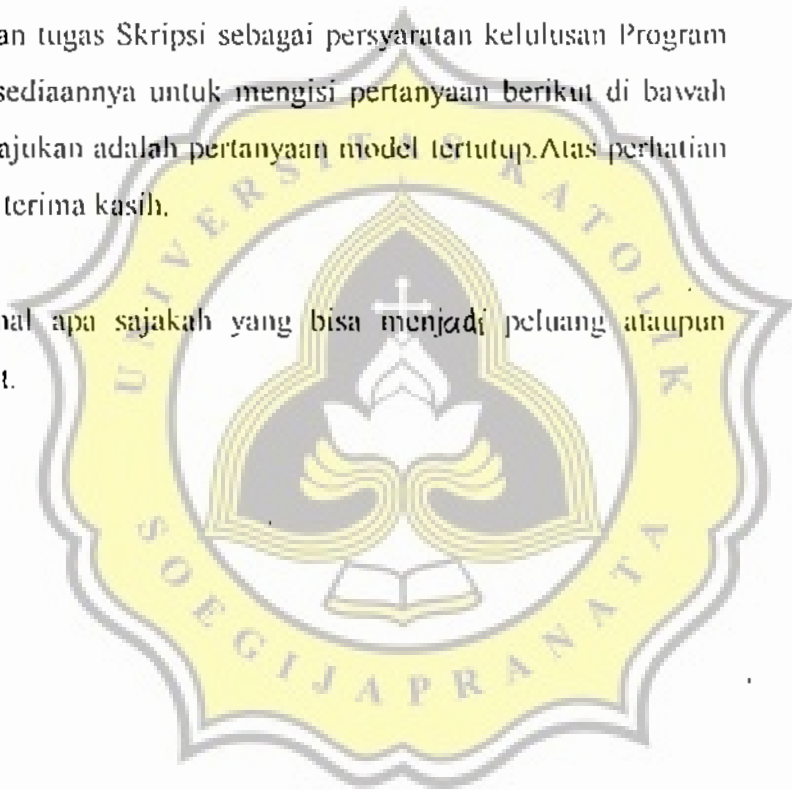 an tugas Skripsi sebagai persyaratan kelulusan Program
sediaannya untuk mengisi pertanyaan berikut di bawah
ajukan adalah pertanyaan model tertutup.Atas perhatian
terima kasih.
nal apa sajakah yang bisa menjadi peluang ataupun
t.
UNIVERSITAS KATOLIK
SOEGIJAPRANATA